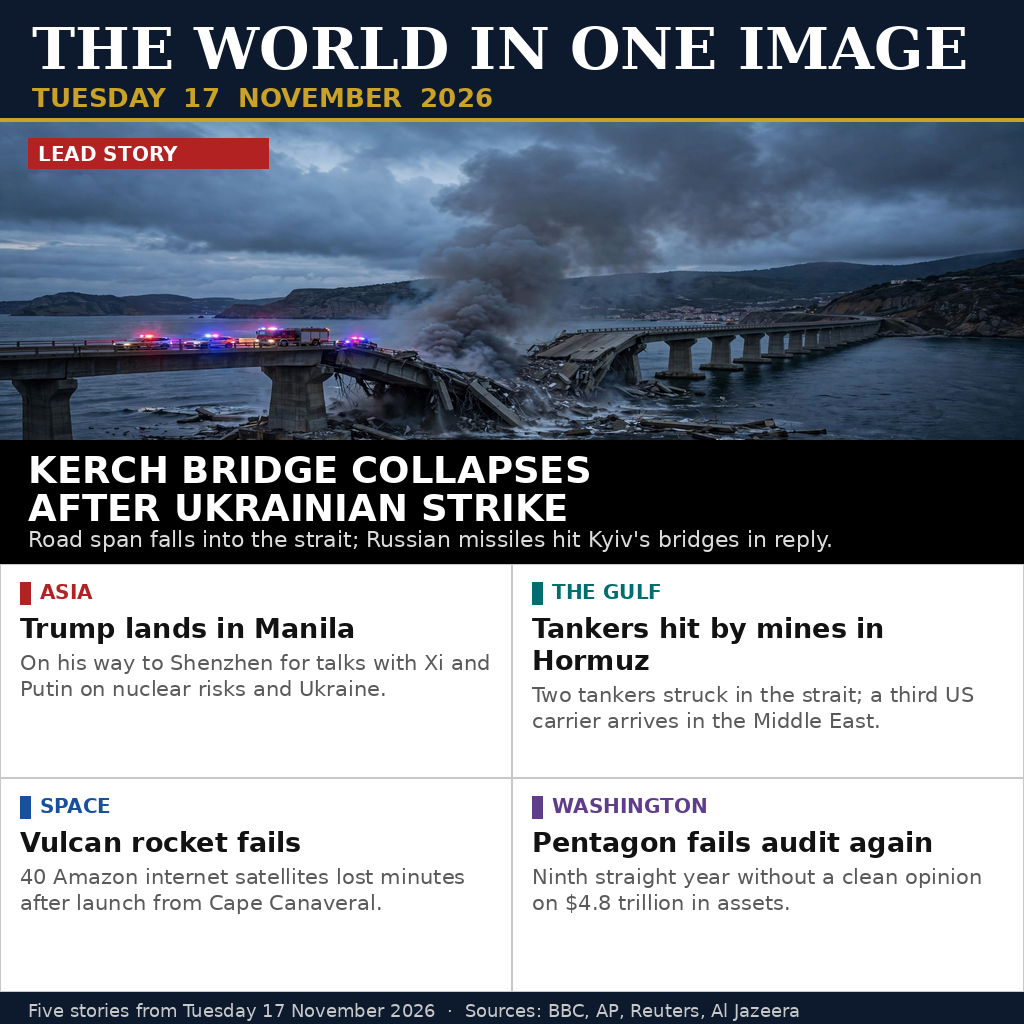 THE WORLD IN ONE IMAGE
TUESDAY 17 NOVEMBER 2026
LEAD STORY
KERCH BRIDGE COLLAPSES
AFTER UKRAINIAN STRIKE
Road span falls into the strait; Russian missiles hit Kyiv's bridges in reply.
ASIA
Trump lands in Manila
On his way to Shenzhen for talks with Xi and
Putin on nuclear risks and Ukraine.
THE GULF
Tankers hit by mines in
Hormuz
Two tankers struck in the strait; a third US
carrier arrives in the Middle East.
SPACE
Vulcan rocket fails
40 Amazon internet satellites lost minutes
after launch from Cape Canaveral.
WASHINGTON
Pentagon fails audit again
Ninth straight year without a clean opinion
on $4.8 trillion in assets.
Five stories from Tuesday 17 November 2026 · Sources: BBC, AP, Reuters, Al Jazeera